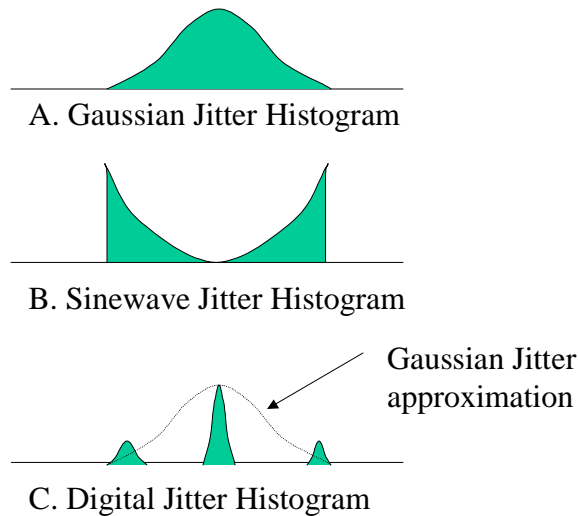 A. Gaussian Jitter Histogram
B. Sinewave Jitter Histogram
Gaussian Jitter
approximation
C. Digital Jitter Histogram